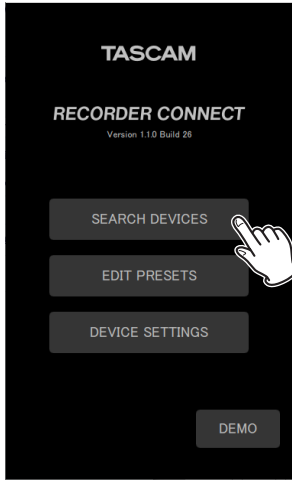 TASCAM
RECORDER CONNECT
Version 1.1.0 Build 26
SEARCH DEVICES
EDIT PRESETS
DEVICE SETTINGS
DEMO